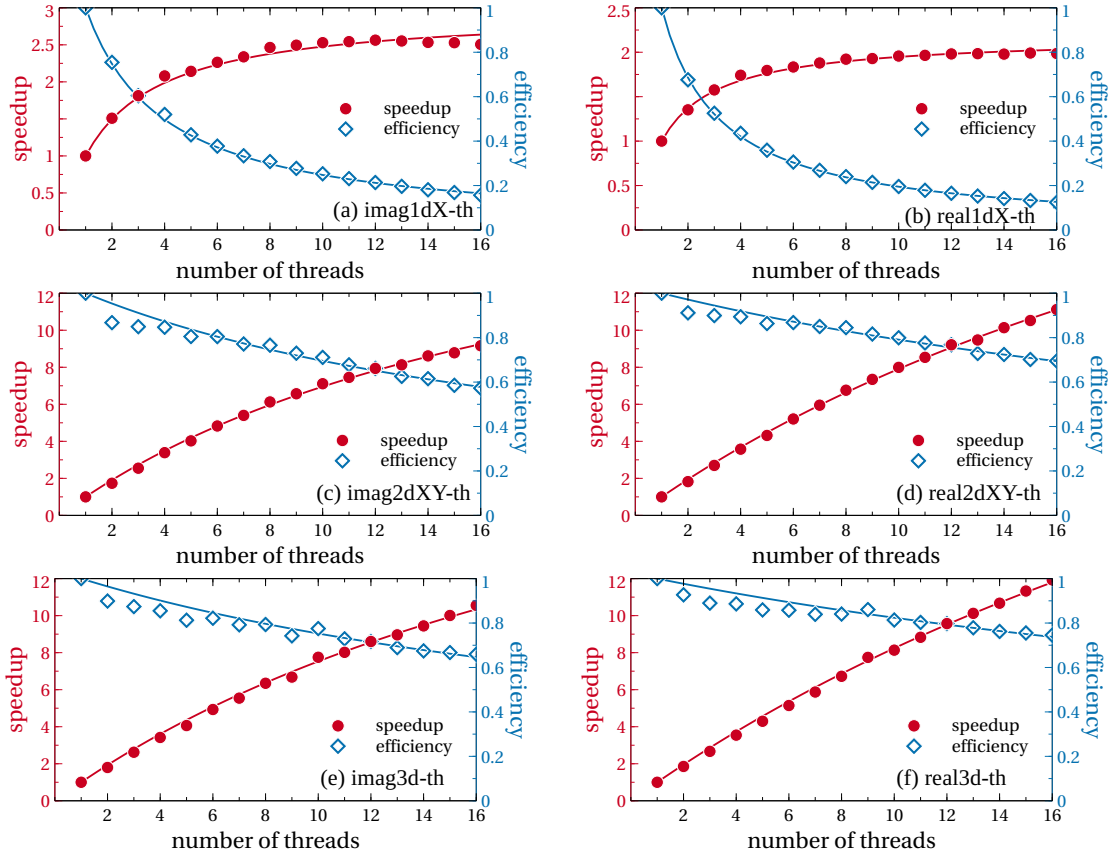 3
2.5
2
1
0.5
0
speedup
1
0.8
0.6
0.4
0.2
0
efficiency
speedup
efficiency
(a) imag1dX-th
2 4 6 8 10 12 14 16
number of threads
2.5
2
1
0
speedup
1
0.8
0.6
0.4
0.2
0
efficiency
speedup
efficiency
(b) real1dX-th
2 4 6 8 10 12 14 16
number of threads
12
10
8
6
4
2
0
speedup
1
0.8
0.6
0.4
0.2
0
efficiency
speedup
efficiency
(c) imag2dXY-th
2 4 6 8 10 12 14 16
number of threads
12
10
8
6
4
2
0
speedup
1
0.8
0.6
0.4
0.2
0
efficiency
speedup
efficiency
(d) real2dXY-th
2 4 6 8 10 12 14 16
number of threads
12
10
8
6
4
2
0
speedup
1
0.8
0.6
0.4
0.2
0
efficiency
speedup
efficiency
(e) imag3d-th
2 4 6 8 10 12 14 16
number of threads
12
10
8
6
4
2
0
speedup
1
0.8
0.6
0.4
0.2
0
efficiency
speedup
efficiency
(f) real3d-th
2 4 6 8 10 12 14 16
number of threads